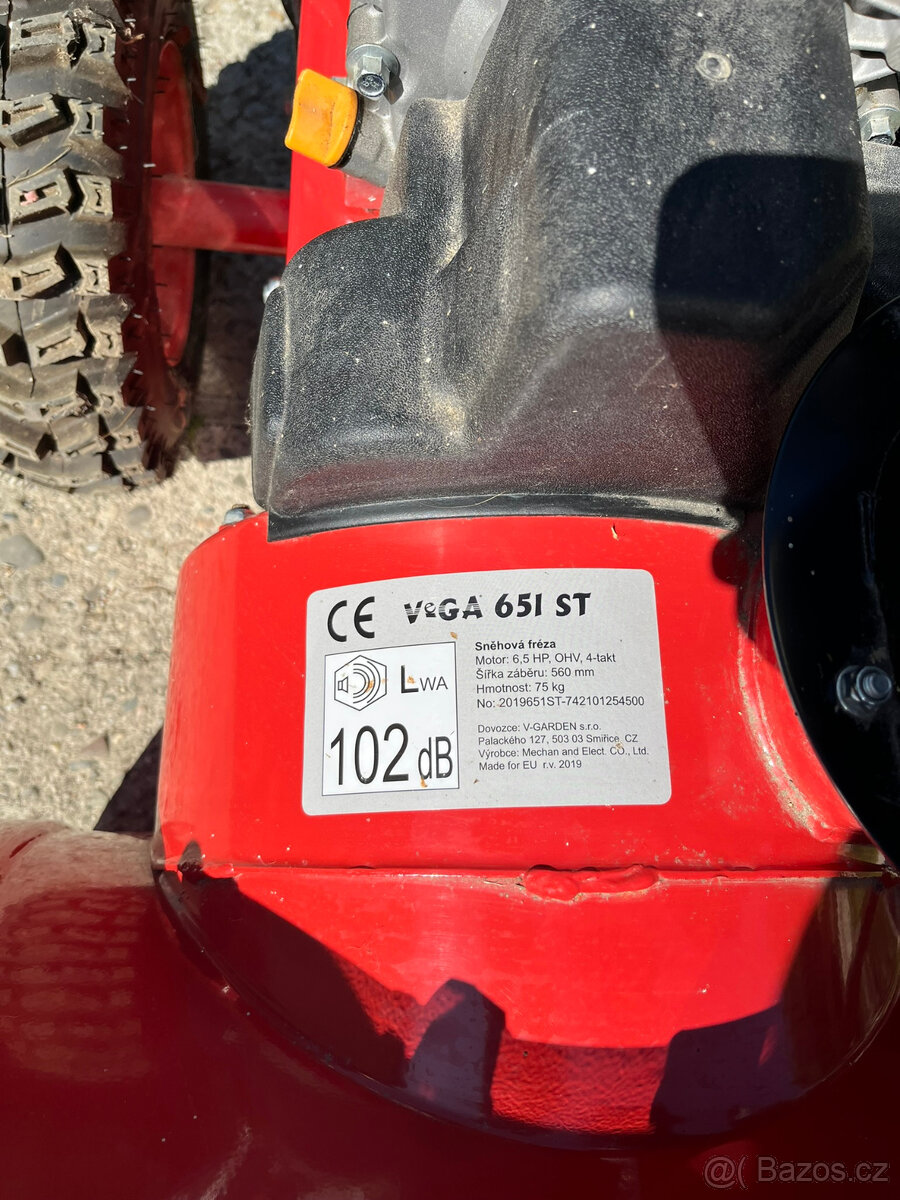 CE VeGA 651 ST
Sněhová fréza
Motor: 6,5 HP, OHV, 4-takt
Šířka záběru: 560 mm
Hmotnost: 75 kg
No: 2019651ST-742101254500
LWA
102 dB
Dovozce: V-GARDEN s.r.o.
Palackého 127, 503 03 Smiřice, CZ
Výrobce: Mechan and Elect. CO., Ltd.
Made for EU r.v. 2019
@( Bazos.cz